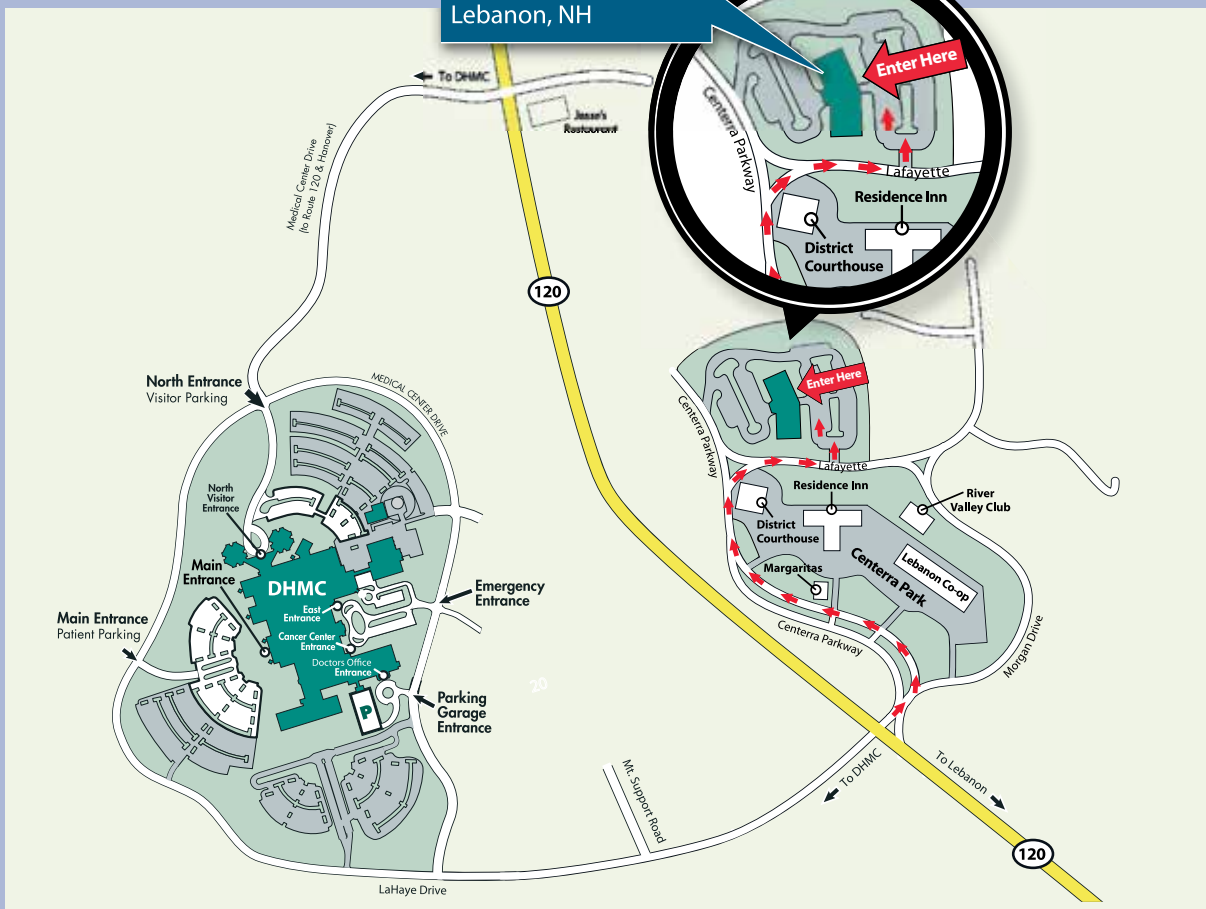 Lebanon, NH
Enter Here
Centerra Parkway
Lafayette
Residence Inn
District
Courthouse
To DHMC
Jesse's
Restaurant
Medical Center Drive
(to Route 120 & Hanover)
120
North Entrance
Visitor Parking
MEDICAL CENTER DRIVE
Enter Here
Centerra Parkway
Lafayette
Residence Inn
River
Valley Club
District
Courthouse
Margaritas
Centerra Park
Lebanon Co-op
Centerra Parkway
Morgan Drive
North
Visitor
Entrance
Main
Entrance
DHMC
East
Entrance
Cancer Center
Entrance
Doctors Office
Entrance
Emergency
Entrance
Main Entrance
Patient Parking
P
Parking
Garage
Entrance
20
Mt. Support Road
To DHMC
To Lebanon
120
LaHaye Drive